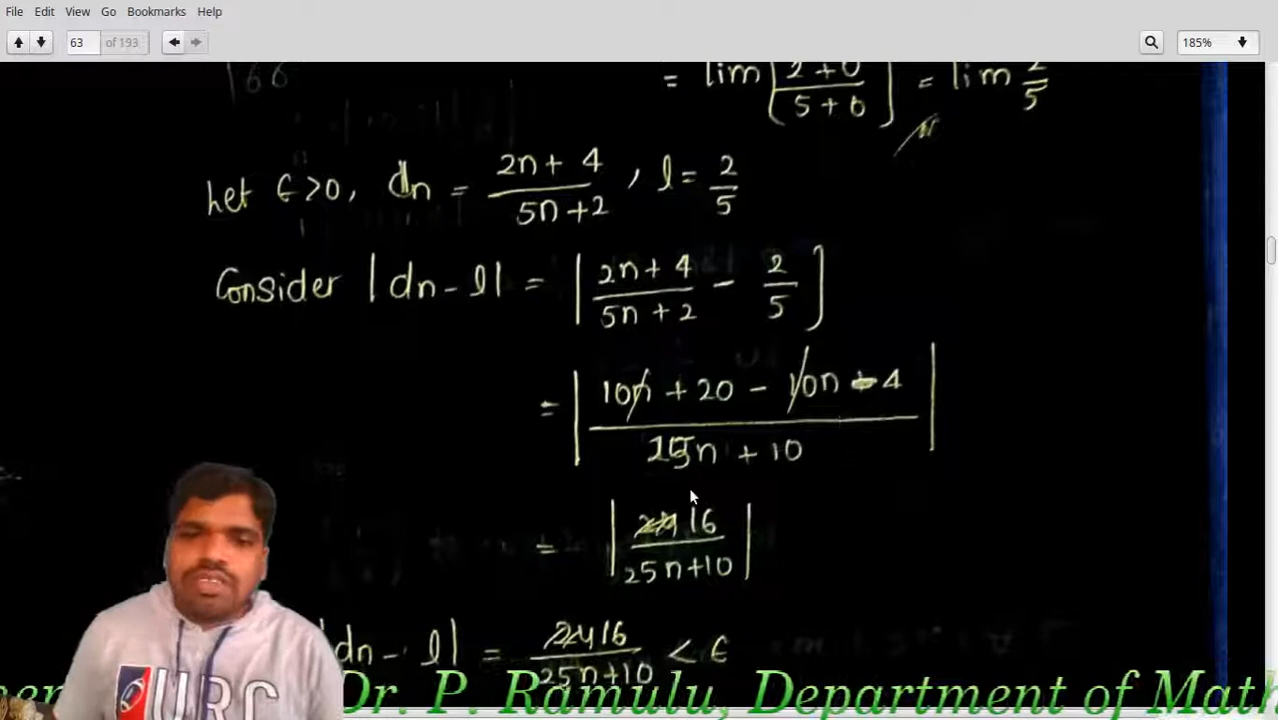 File Edit View Go Bookmarks Help
63 of 193 185%
= lim [2+0 / 5+0] = lim 2/5
Let ϵ>0, dn = 2n+4 / 5n+2 , l = 2/5
Consider |dn - l| = | 2n+4 / 5n+2 - 2/5 |
= | 10n + 20 - 10n - 4 / 25n + 10 |
= | 16 / 25n+10 |
|dn - l| = 16 / 25n+10 < ϵ
Dr. P. Ramulu, Department of Math
URC